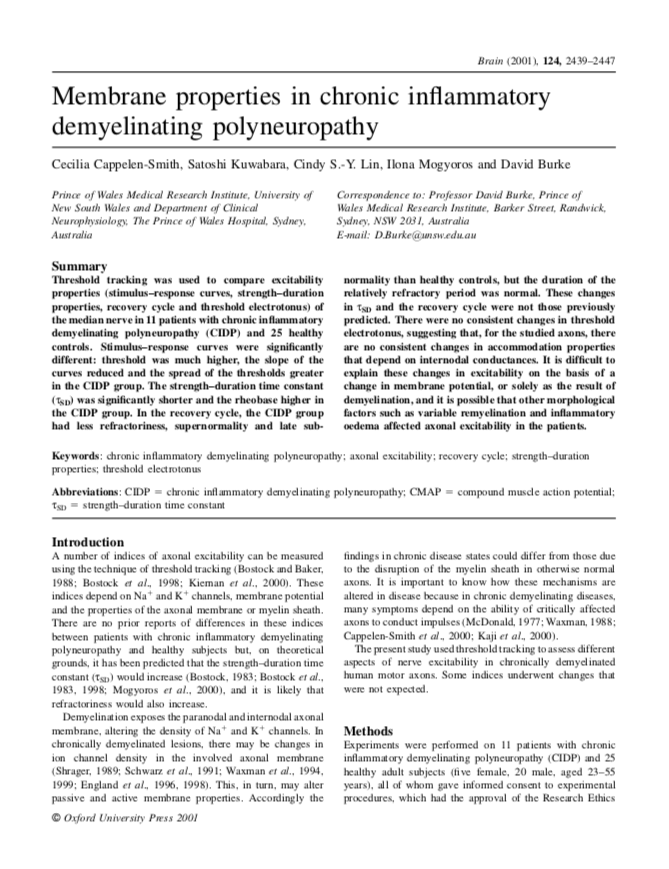 Brain (2001), 124, 2439–2447
Membrane properties in chronic inflammatory
demyelinating polyneuropathy
Cecilia Cappelen-Smith, Satoshi Kuwabara, Cindy S.-Y. Lin, Ilona Mogyoros and David Burke
Prince of Wales Medical Research Institute, University of
New South Wales and Department of Clinical
Neurophysiology, The Prince of Wales Hospital, Sydney,
Australia
Correspondence to: Professor David Burke, Prince of
Wales Medical Research Institute, Barker Street, Randwick,
Sydney, NSW 2031, Australia
E-mail: D.Burke@unsw.edu.au
Summary
Threshold tracking was used to compare excitability
properties (stimulus–response curves, strength–duration
properties, recovery cycle and threshold electrotonus) of
the median nerve in 11 patients with chronic inflammatory
demyelinating polyneuropathy (CIDP) and 25 healthy
controls. Stimulus–response curves were significantly
different: threshold was much higher, the slope of the
curves reduced and the spread of the thresholds greater
in the CIDP group. The strength–duration time constant
(τSD) was significantly shorter and the rheobase higher in
the CIDP group. In the recovery cycle, the CIDP group
had less refractoriness, supernormality and late sub-
normality than healthy controls, but the duration of the
relatively refractory period was normal. These changes
in τSD and the recovery cycle were not those previously
predicted. There were no consistent changes in threshold
electrotonus, suggesting that, for the studied axons, there
are no consistent changes in accommodation properties
that depend on internodal conductances. It is difficult to
explain these changes in excitability on the basis of a
change in membrane potential, or solely as the result of
demyelination, and it is possible that other morphological
factors such as variable remyelination and inflammatory
oedema affected axonal excitability in the patients.
Keywords: chronic inflammatory demyelinating polyneuropathy; axonal excitability; recovery cycle; strength–duration
properties; threshold electrotonus
Abbreviations: CIDP = chronic inflammatory demyelinating polyneuropathy; CMAP = compound muscle action potential;
τSD = strength–duration time constant
Introduction
A number of indices of axonal excitability can be measured
using the technique of threshold tracking (Bostock and Baker,
1988; Bostock et al., 1998; Kiernan et al., 2000). These
indices depend on Na+ and K+ channels, membrane potential
and the properties of the axonal membrane or myelin sheath.
There are no prior reports of differences in these indices
between patients with chronic inflammatory demyelinating
polyneuropathy and healthy subjects but, on theoretical
grounds, it has been predicted that the strength–duration time
constant (τSD) would increase (Bostock, 1983; Bostock et al.,
1983, 1998; Mogyoros et al., 2000), and it is likely that
refractoriness would also increase.
Demyelination exposes the paranodal and internodal axonal
membrane, altering the density of Na+ and K+ channels. In
chronically demyelinated lesions, there may be changes in
ion channel density in the involved axonal membrane
(Shrager, 1989; Schwarz et al., 1991; Waxman et al., 1994,
1999; England et al., 1996, 1998). This, in turn, may alter
passive and active membrane properties. Accordingly the
findings in chronic disease states could differ from those due
to the disruption of the myelin sheath in otherwise normal
axons. It is important to know how these mechanisms are
altered in disease because in chronic demyelinating diseases,
many symptoms depend on the ability of critically affected
axons to conduct impulses (McDonald, 1977; Waxman, 1988;
Cappelen-Smith et al., 2000; Kaji et al., 2000).
The present study used threshold tracking to assess different
aspects of nerve excitability in chronically demyelinated
human motor axons. Some indices underwent changes that
were not expected.
Methods
Experiments were performed on 11 patients with chronic
inflammatory demyelinating polyneuropathy (CIDP) and 25
healthy adult subjects (five female, 20 male, aged 23–55
years), all of whom gave informed consent to experimental
procedures, which had the approval of the Research Ethics
© Oxford University Press 2001